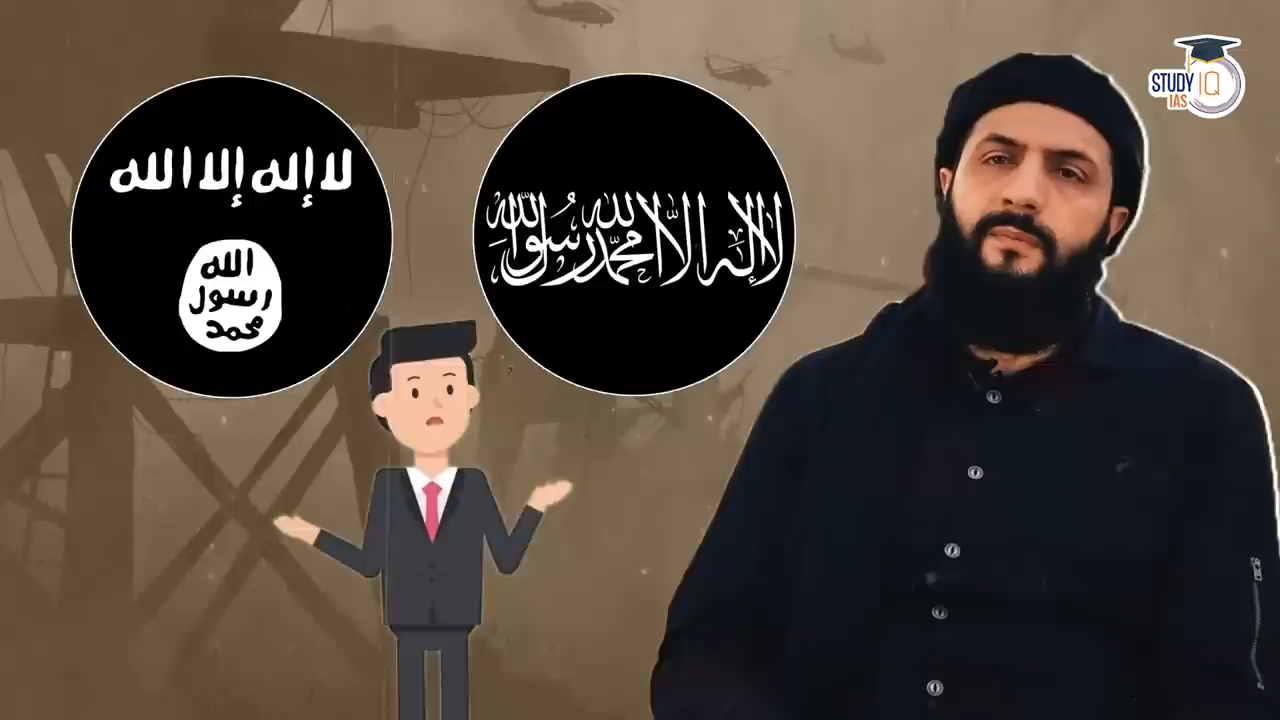 لا إله إلا الله
الله
رسول
محمد
لا إله إلا الله محمد رسول الله
STUDY IQ
IAS